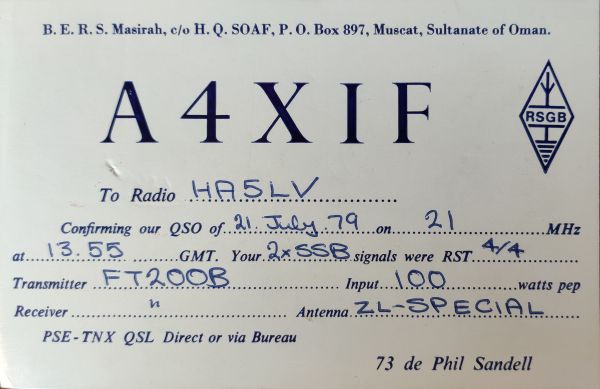 B. E. R. S. Masirah, c/o H. Q. SOAF, P. O. Box 897, Muscat, Sultanate of Oman.
A4XIF
RSGB
To Radio HA5LV
Confirming our QSO of 21 July 79 on 21 MHz
at 13.55 GMT. Your 2xSSB signals were RST 4/4
Transmitter FT200B Input 100 watts pep
Receiver " Antenna ZL-SPECIAL
PSE-TNX QSL Direct or via Bureau
73 de Phil Sandell